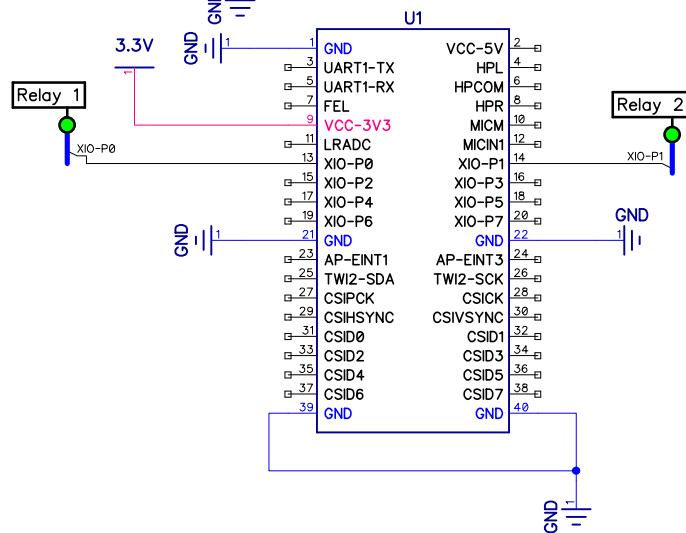 GND
U1
3.3V
1
GND
1
1
GND
VCC-5V
2
3
UART1-TX
HPL
4
5
UART1-RX
HPCOM
6
Relay 1
7
FEL
HPR
8
Relay 2
9
VCC-3V3
MICM
10
11
LRADC
MICIN1
12
XIO-P0
13
XIO-P0
XIO-P1
14
XIO-P1
15
XIO-P2
XIO-P3
16
17
XIO-P4
XIO-P5
18
19
XIO-P6
XIO-P7
20
GND
GND
1
21
GND
GND
22
1
23
AP-EINT1
AP-EINT3
24
25
TWI2-SDA
TWI2-SCK
26
27
CSIPCK
CSICK
28
29
CSIHSYNC
CSIVSYNC
30
31
CSID0
CSID1
32
33
CSID2
CSID3
34
35
CSID4
CSID5
36
37
CSID6
CSID7
38
39
GND
GND
40
1
GND